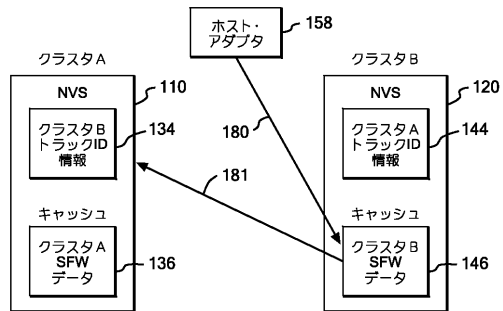 ホスト・
アダプタ
158
クラスタA
クラスタB
NVS
110
NVS
120
クラスタB
トラックID
情報
134
180
クラスタA
トラックID
情報
144
181
キャッシュ
キャッシュ
クラスタA
SFW
データ
136
クラスタB
SFW
データ
146